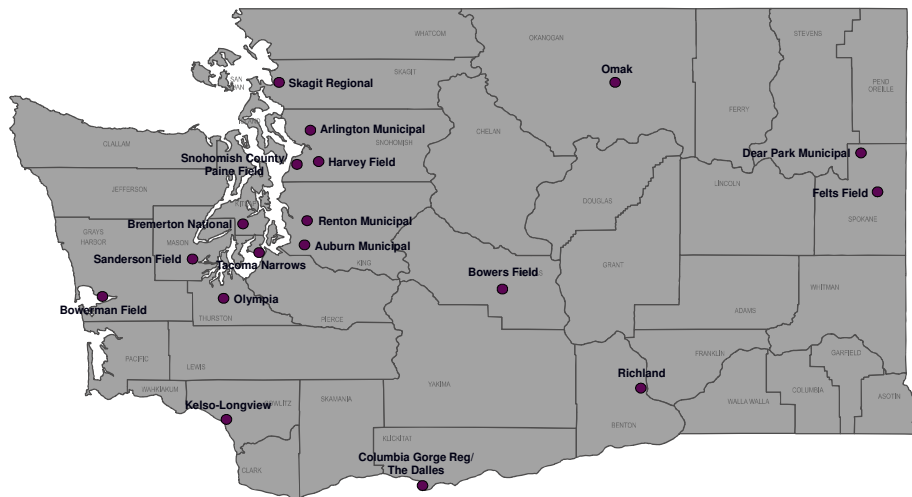 WHATCOM
OKANOGAN
STEVENS
PEND
OREILLE
SAN
SKAGIT
Skagit Regional
Omak
FERRY
Arlington Municipal
CHELAN
SNOHOMISH
CLALLAM
Snohomish County/
Paine Field
Harvey Field
Dear Park Municipal
LINCOLN
JEFFERSON
DOUGLAS
Felts Field
SPOKANE
Bremerton National
Renton Municipal
GRAYS
HARBOR
MASON
Auburn Municipal
Sanderson Field
Tacoma Narrows
KING
GRANT
Bowers Field
WHITMAN
Bowerman Field
Olympia
THURSTON
PIERCE
ADAMS
PACIFIC
LEWIS
FRANKLIN
GARFIELD
WAHKIAKUM
YAKIMA
Richland
COLUMBIA
ASOTIN
SKAMANIA
WALLA WALLA
Kelso-Longview
BENTON
KLICKITAT
Columbia Gorge Reg/
The Dalles
CLARK